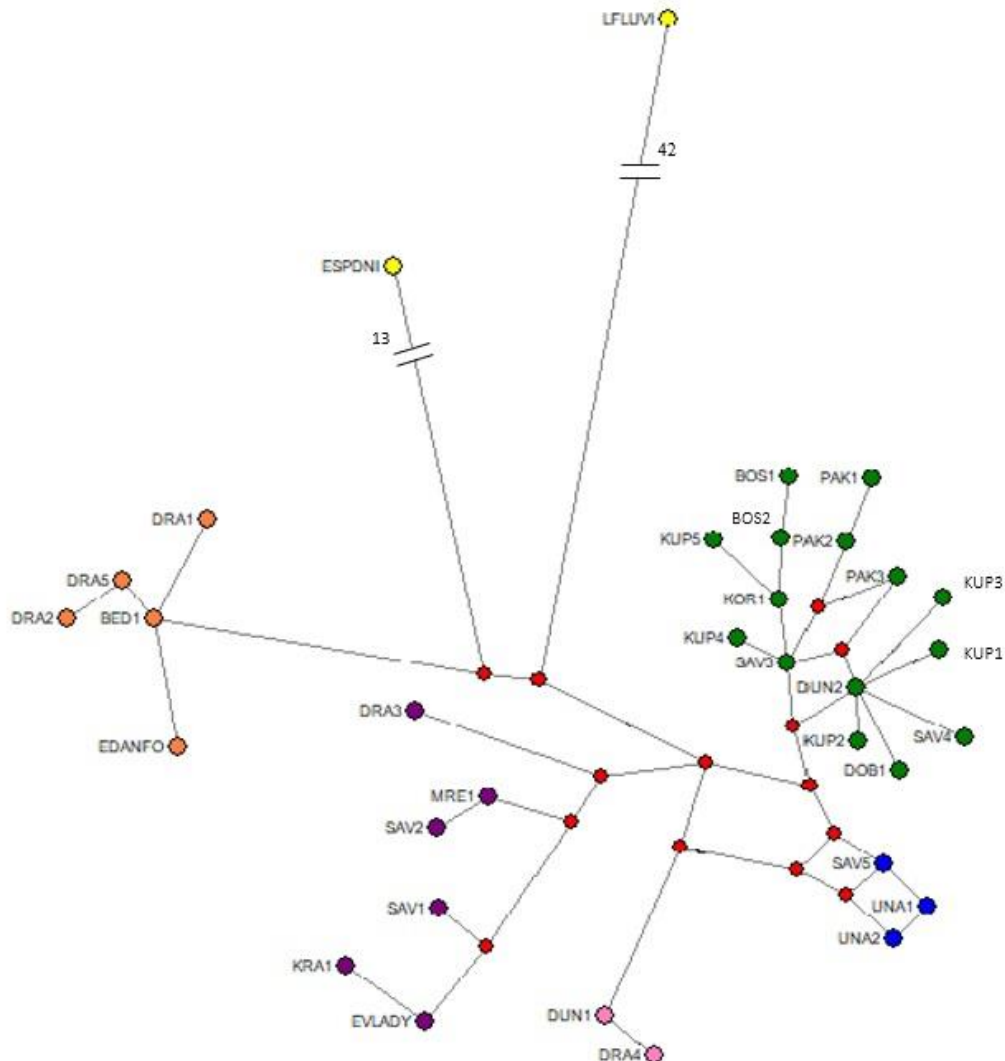 LFLUVI
42
ESPDNI
13
BOS1
PAK1
BOS2
KUP5
PAK2
DRA1
PAK3
KUP3
DRA5
KOR1
DRA2
BED1
KUP4
KUP1
SAV3
DUN2
DRA3
EDANFO
KUP2
SAV4
DOB1
MRE1
SAV2
SAV5
SAV1
UNA1
UNA2
KRA1
EVLADY
DUN1
DRA4